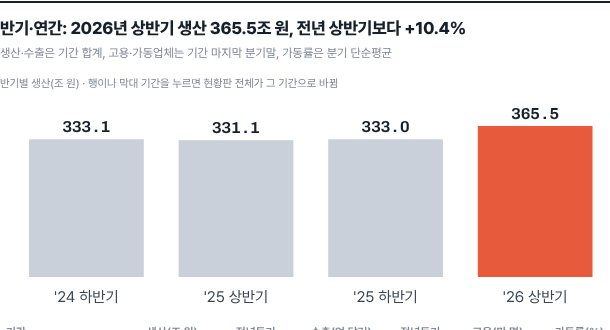 반기·연간: 2026년 상반기 생산 365.5조 원, 전년 상반기보다 +10.4%
생산·수출은 기간 합계, 고용·가동업체는 기간 마지막 분기말, 가동률은 분기 단순평균
반기별 생산(조 원) · 행이나 막대 기간을 누르면 현황판 전체가 그 기간으로 바뀜
333.1 331.1 333.0 365.5
'24 하반기 '25 상반기 '25 하반기 '26 상반기